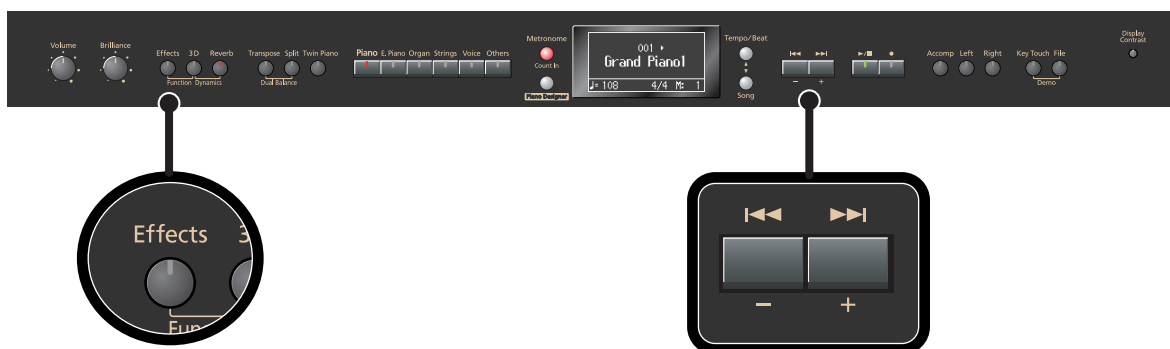 Volume
Brilliance
Effects 3D Reverb
Function Dynamics
Transpose Split Twin Piano
Dual Balance
Piano E. Piano Organ Strings Voice Others
Metronome
Count In
Piano Designer
001
Grand Piano1
♩= 108 4/4 M: 1
Tempo/Beat
Song
− +
Accomp Left Right
Key Touch File
Demo
Display
Contrast
Effects 3
Func
− +